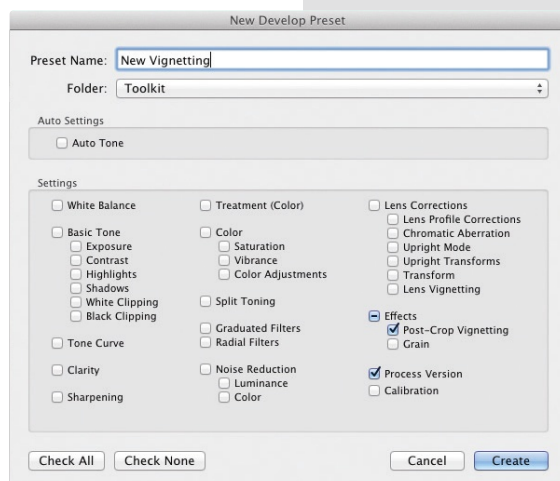 New Develop Preset
Preset Name: New Vignetting
Folder: Toolkit
Auto Settings
Auto Tone
Settings
White Balance
Basic Tone
Exposure
Contrast
Highlights
Shadows
White Clipping
Black Clipping
Tone Curve
Clarity
Sharpening
Treatment (Color)
Color
Saturation
Vibrance
Color Adjustments
Split Toning
Graduated Filters
Radial Filters
Noise Reduction
Luminance
Color
Lens Corrections
Lens Profile Corrections
Chromatic Aberration
Upright Mode
Upright Transforms
Transform
Lens Vignetting
Effects
Post-Crop Vignetting
Grain
Process Version
Calibration
Check All Check None Cancel Create